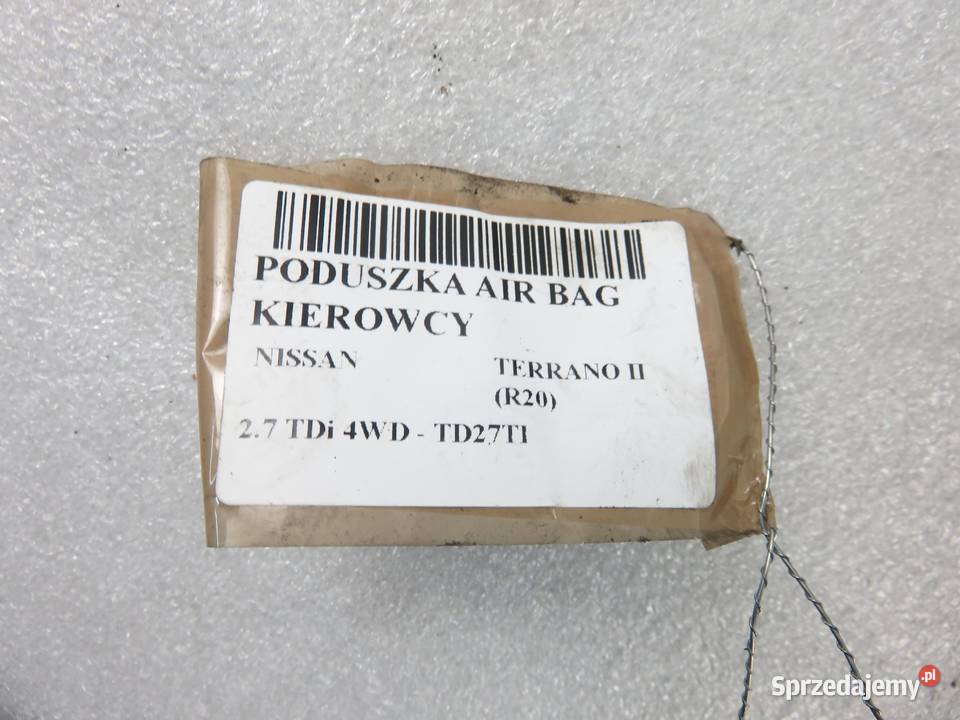 PODUSZKA AIR BAG
KIEROWCY
NISSAN TERRANO II
(R20)
2.7 TDi 4WD - TD27TI
Sprzedajemy.pl